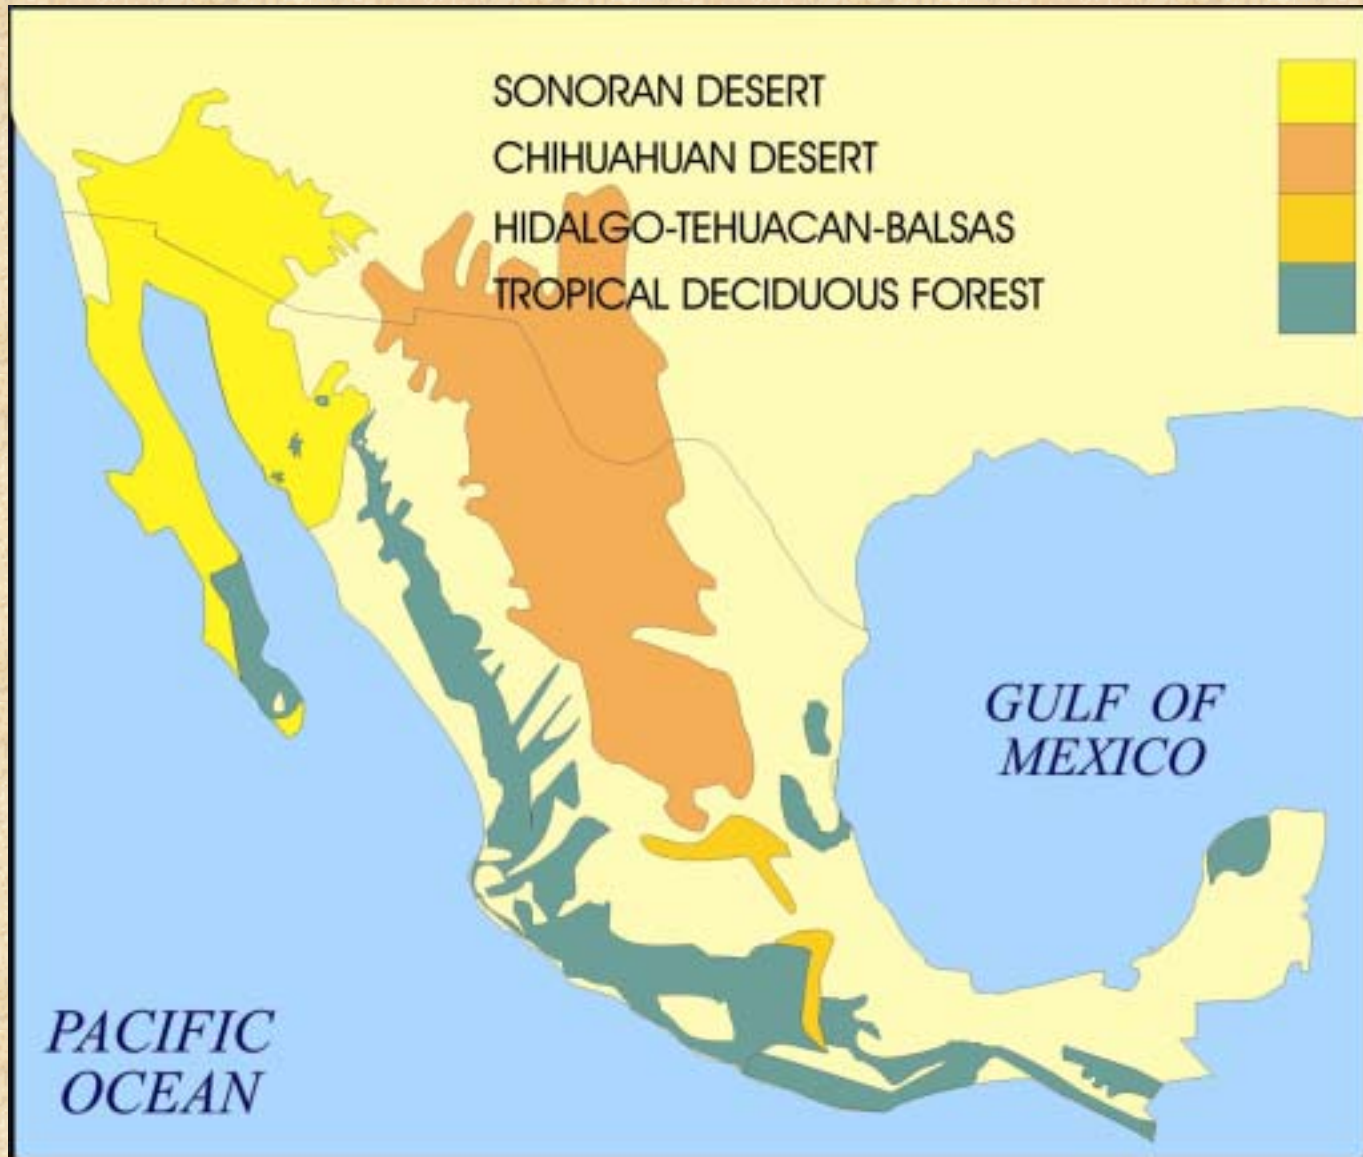 SONORAN DESERT
CHIHUAHUAN DESERT
HIDALGO-TEHUACAN-BALSAS
TROPICAL DECIDUOUS FOREST
GULF OF
MEXICO
PACIFIC
OCEAN